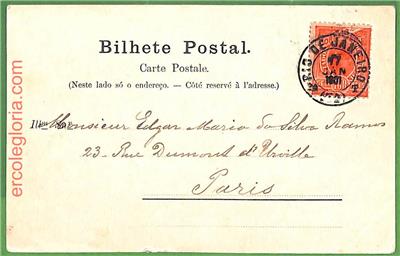 Bilhete Postal.
Carte Postale.
(Neste lado só o endereço. — Côté reservé à l'adresse.)
RIO DE JANEIRO
JAN
1901
Monsieur Edgar Mario da Silva Ramos
23 - Rue Dumont d'Urville
Paris
ercolegloria.com